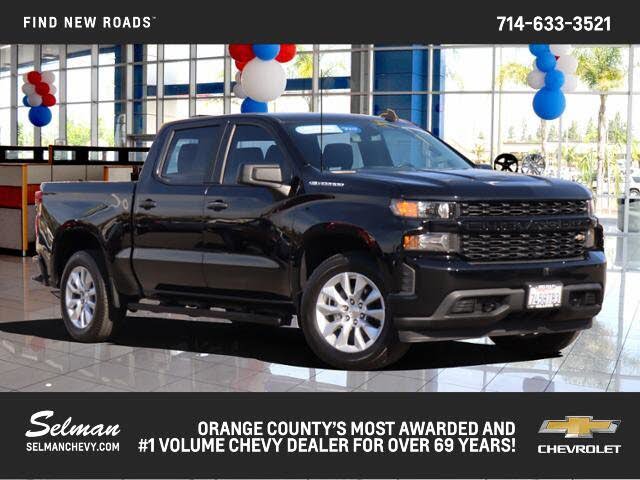 FIND NEW ROADS™
714-633-3521
Selman
SELMANCHEVY.COM
ORANGE COUNTY'S MOST AWARDED AND
#1 VOLUME CHEVY DEALER FOR OVER 69 YEARS!
CHEVROLET